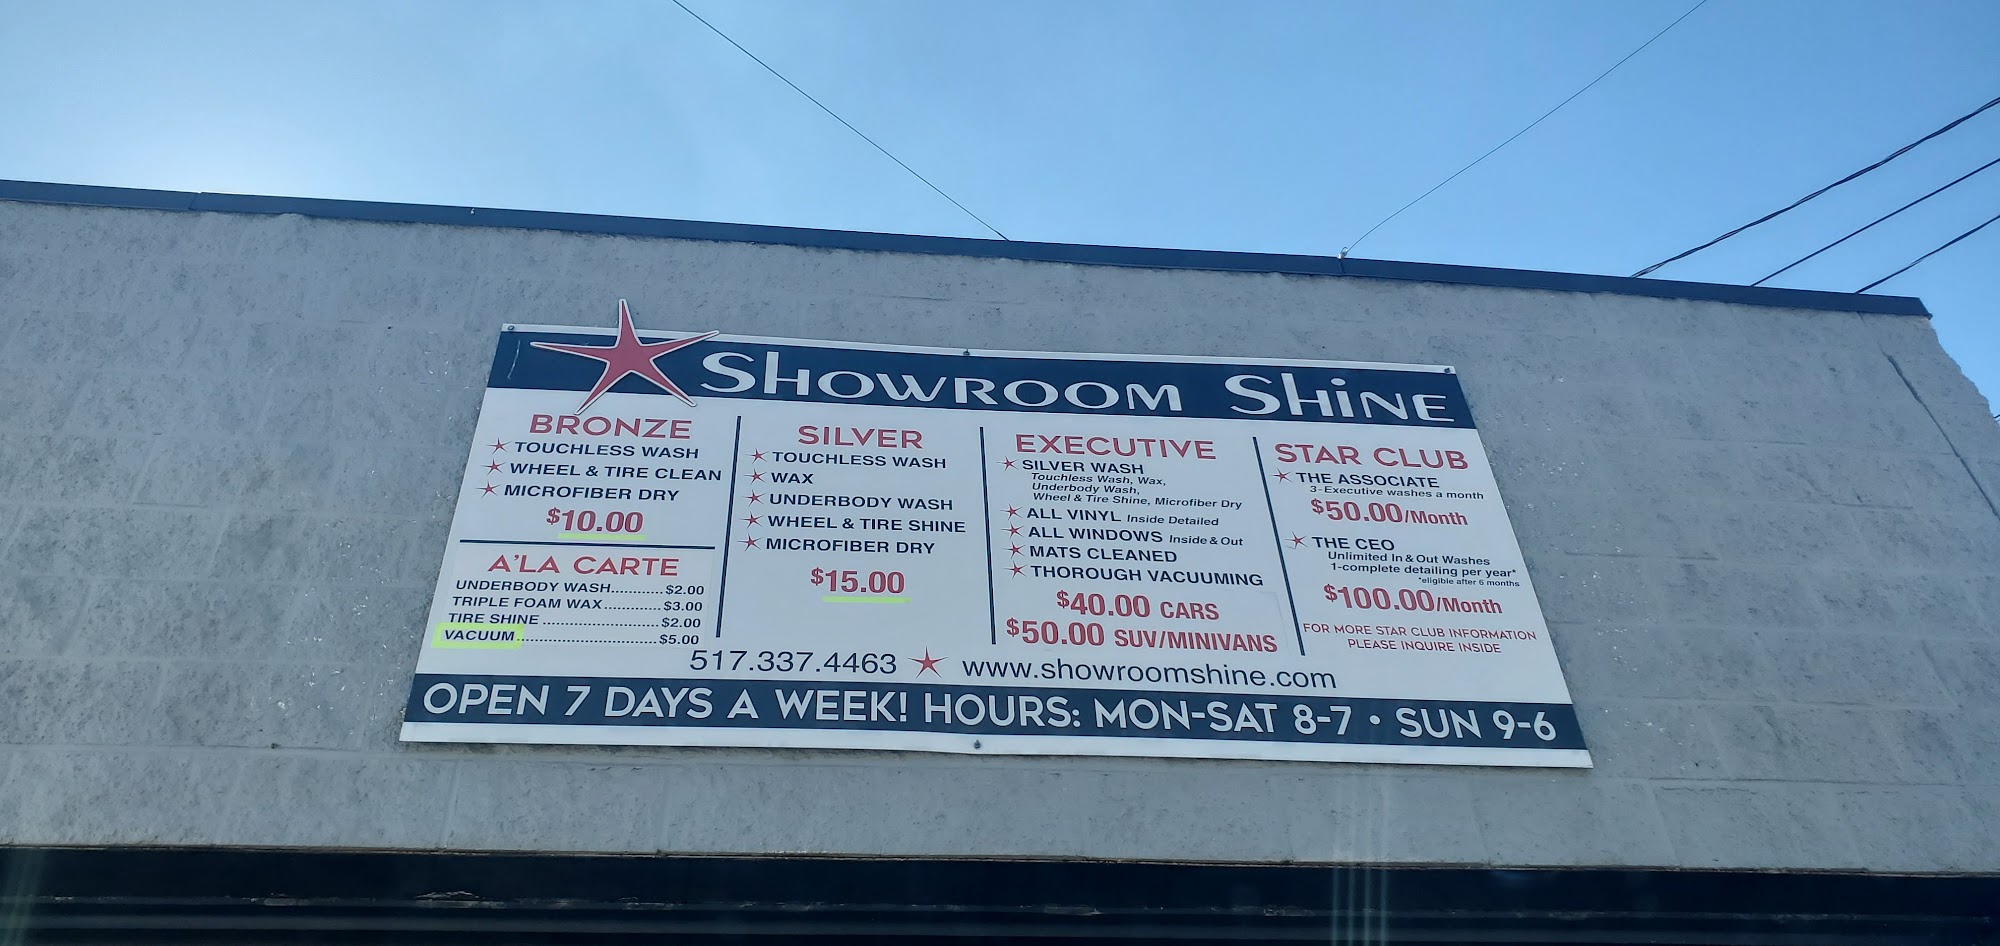 SHOWROOM SHINE
BRONZE
TOUCHLESS WASH
WHEEL & TIRE CLEAN
MICROFIBER DRY
$10.00
A'LA CARTE
UNDERBODY WASH............$2.00
TRIPLE FOAM WAX.............$3.00
TIRE SHINE..........................$2.00
VACUUM................................$5.00
SILVER
TOUCHLESS WASH
WAX
UNDERBODY WASH
WHEEL & TIRE SHINE
MICROFIBER DRY
$15.00
EXECUTIVE
SILVER WASH
Touchless Wash, Wax,
Underbody Wash,
Wheel & Tire Shine, Microfiber Dry
ALL VINYL Inside Detailed
ALL WINDOWS Inside & Out
MATS CLEANED
THOROUGH VACUUMING
$40.00 CARS
$50.00 SUV/MINIVANS
STAR CLUB
THE ASSOCIATE
3-Executive washes a month
$50.00/Month
THE CEO
Unlimited In & Out Washes
1-complete detailing per year*
*eligible after 6 months
$100.00/Month
FOR MORE STAR CLUB INFORMATION
PLEASE INQUIRE INSIDE
517.337.4463 www.showroomshine.com
OPEN 7 DAYS A WEEK! HOURS: MON-SAT 8-7 • SUN 9-6